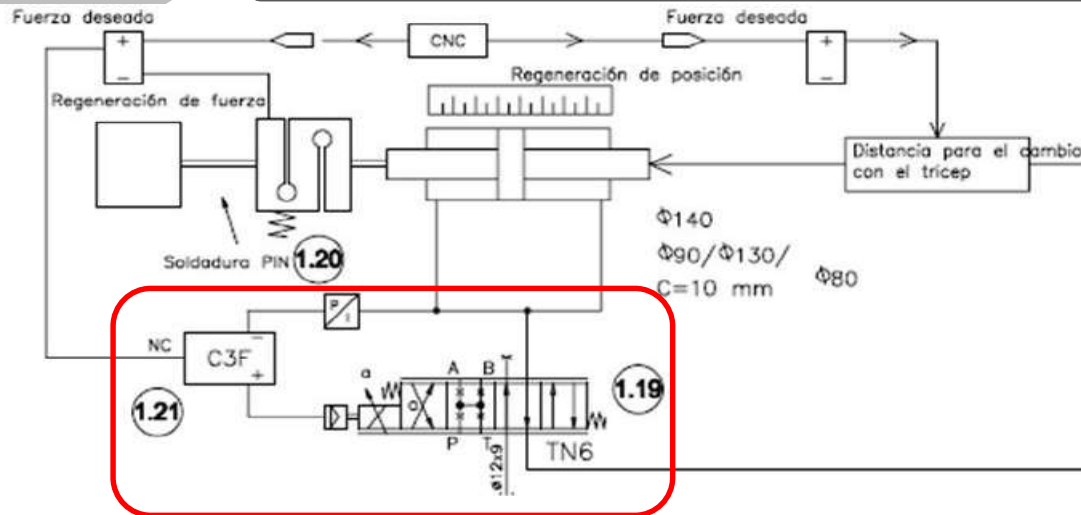 Fuerza deseada
Fuerza deseada
+
−
CNC
+
−
Regeneración de posición
Regeneración de fuerza
Distancia para el cambio
con el tricep
Φ140
Φ90/Φ130/
Φ80
C=10 mm
Soldadura PIN
1.20
P
I
NC
−
C3F
+
1.21
a
A
B
o
1.19
P
T
TN6
ø12x9